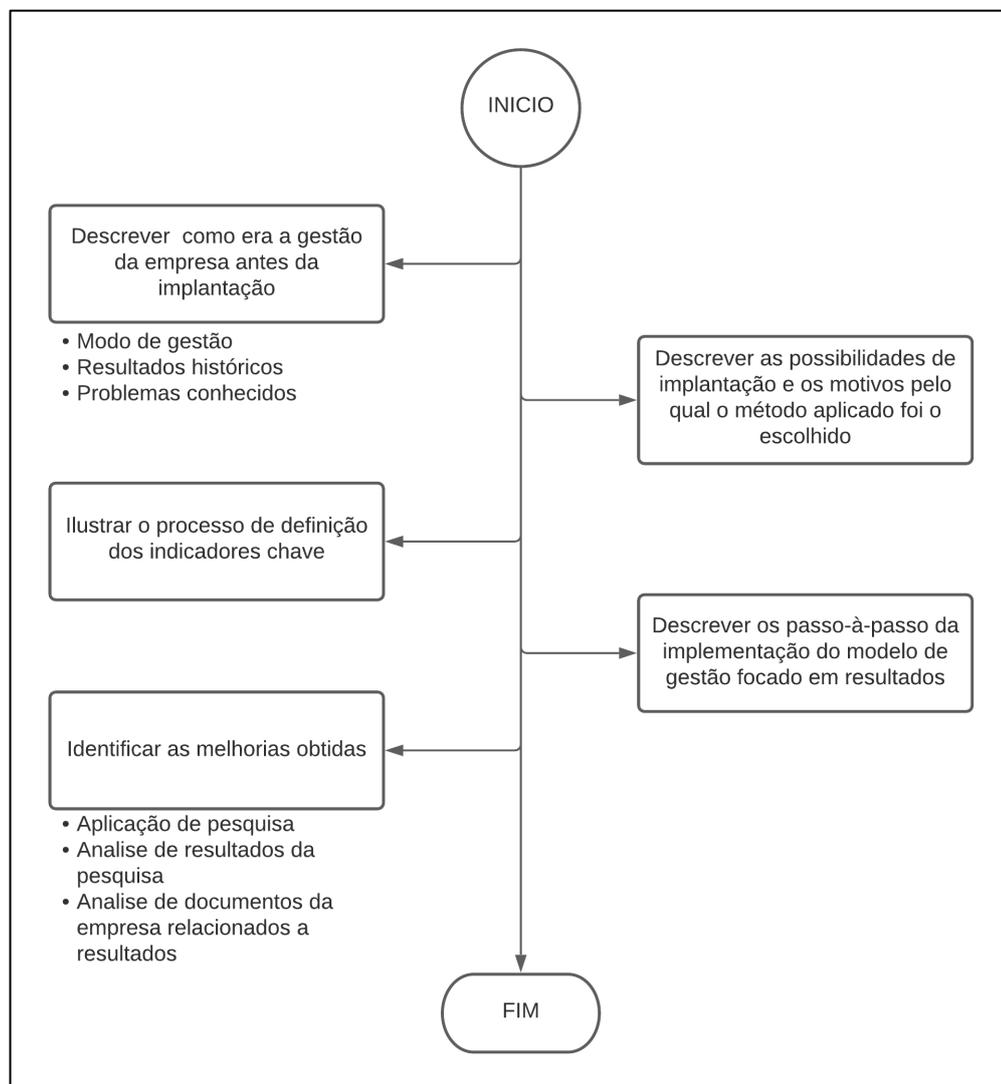 INICIO
Descrever como era a gestão
da empresa antes da
implantação
• Modo de gestão
• Resultados históricos
• Problemas conhecidos
Descrever as possibilidades de
implantação e os motivos pelo
qual o método aplicado foi o
escolhido
Ilustrar o processo de definição
dos indicadores chave
Descrever os passo-à-passo da
implementação do modelo de
gestão focado em resultados
Identificar as melhorias obtidas
• Aplicação de pesquisa
• Analise de resultados da
pesquisa
• Analise de documentos da
empresa relacionados a
resultados
FIM